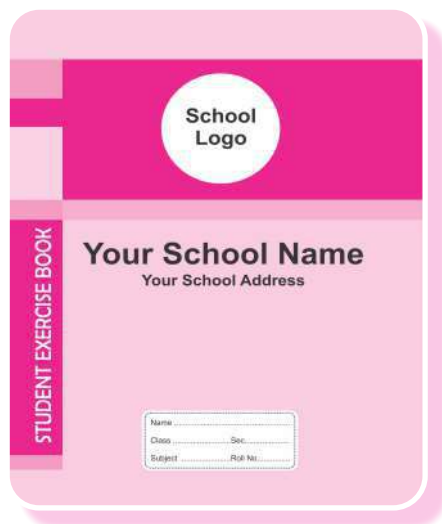 School
Logo
Your School Name
Your School Address
STUDENT EXERCISE BOOK
Name ....................................................
Class ........................ Sec. ...................
Subject ...................... Roll No. ...............